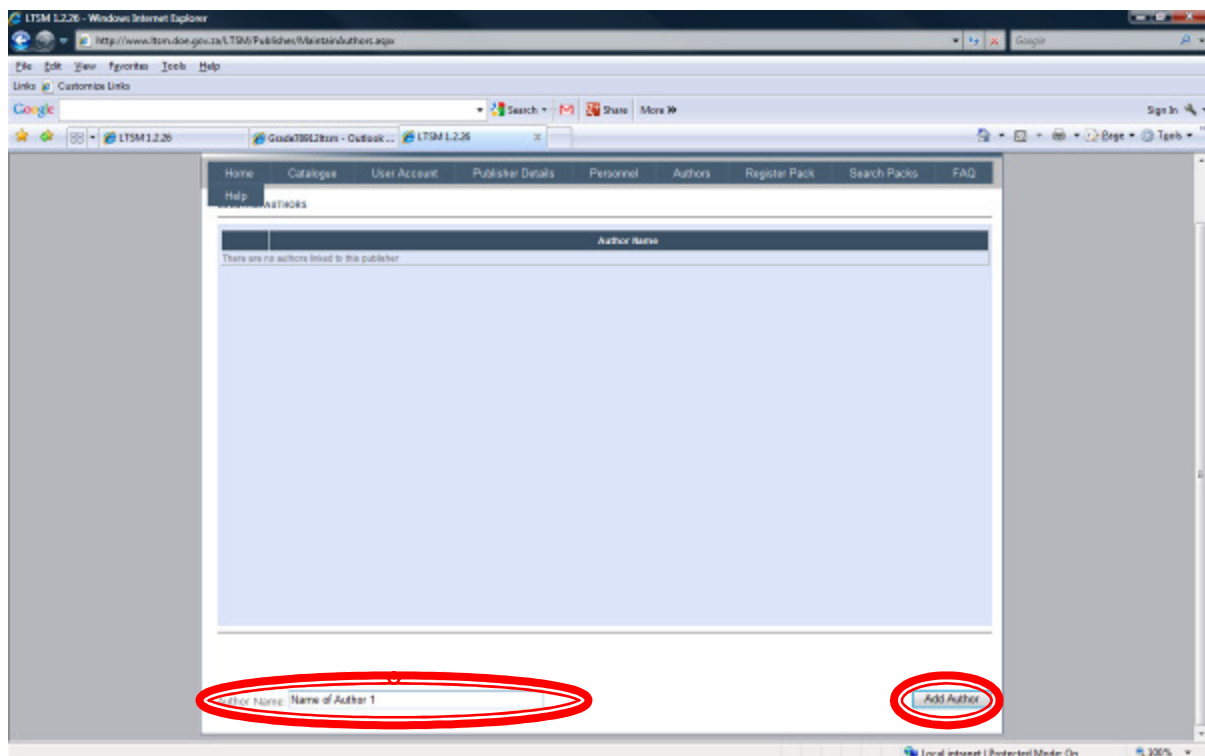 LTSM 1.2.26 - Windows Internet Explorer
http://www.ltsm.doe.gov.za/LTSM/Publisher/MaintainAuthors.aspx
Google
File Edit View Favorites Tools Help
Links Customize Links
Google Search Share More » Sign In
LTSM 1.2.26 - Outlook ... LTSM 1.2.26 Page Tools
Home Catalogue User Account Publisher Details Personnel Authors Register Pack Search Packs FAQ
Help
AUTHORS
Author Name
There are no authors linked to this publisher
Author Name: Name of Author 1 Add Author
Local intranet | Protected Mode: On 100%